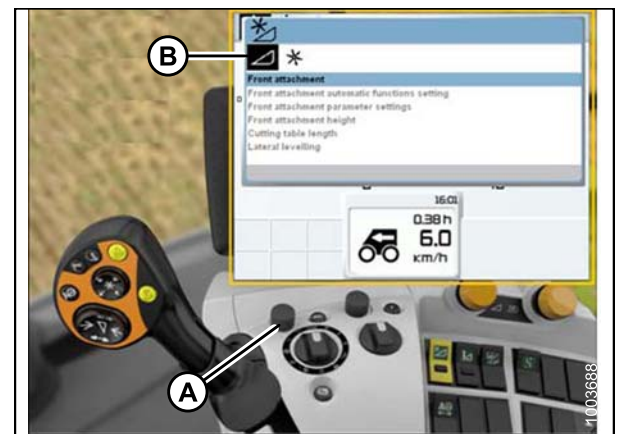 B
Front attachment
Front attachment automatic functions setting
Front attachment parameter settings
Front attachment height
Cutting table length
Lateral levelling
16:01
0.38 h
6.0
km/h
A
1003688